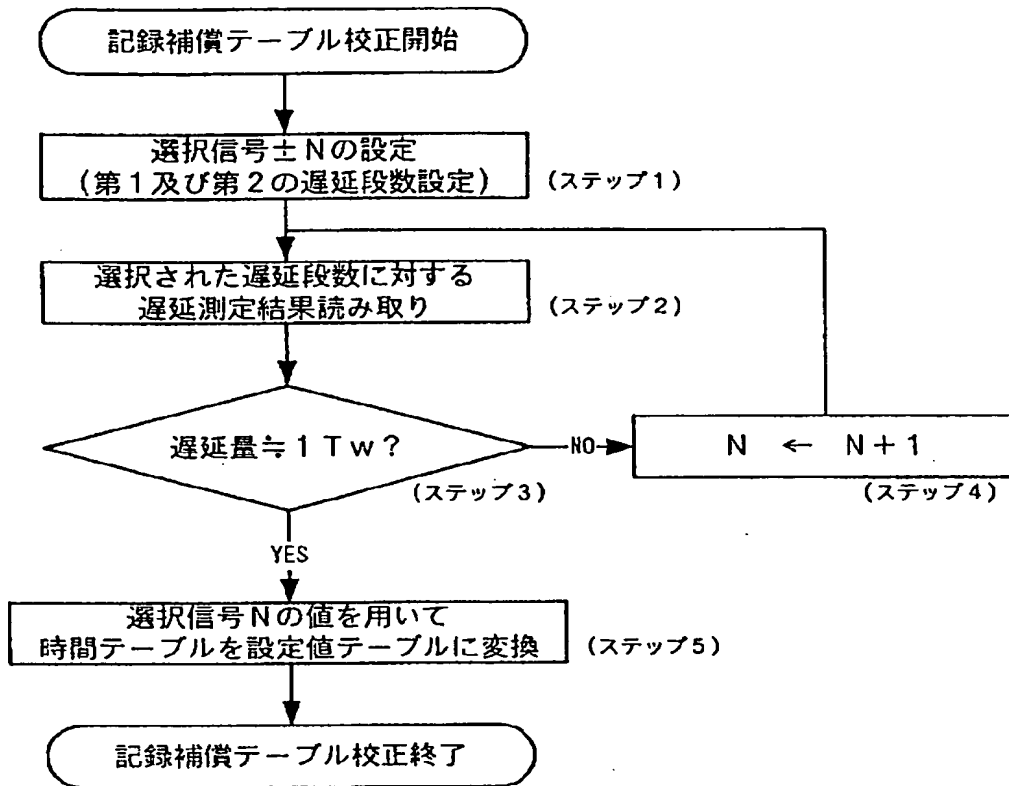 記録補償テーブル校正開始
選択信号±Nの設定
(第1及び第2の遅延段数設定)
(ステップ1)
選択された遅延段数に対する
遅延測定結果読み取り
(ステップ2)
遅延量≒1Tw?
NO
N ← N+1
(ステップ3)
(ステップ4)
YES
選択信号Nの値を用いて
時間テーブルを設定値テーブルに変換
(ステップ5)
記録補償テーブル校正終了